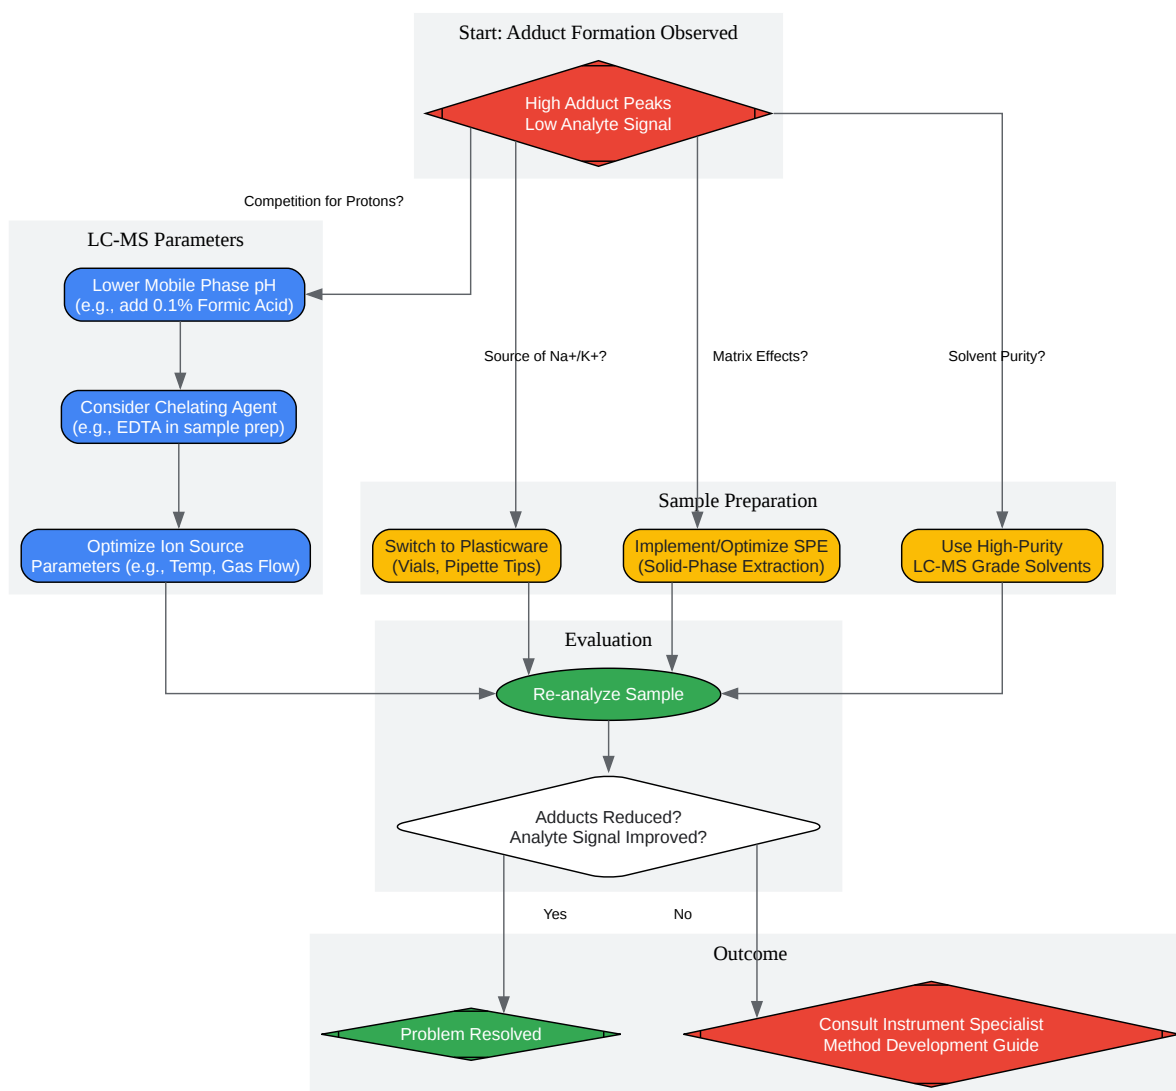 Start: Adduct Formation Observed
High Adduct Peaks
Low Analyte Signal
Competition for Protons?
LC-MS Parameters
Lower Mobile Phase pH
(e.g., add 0.1% Formic Acid)
Source of Na+/K+?
Matrix Effects?
Solvent Purity?
Consider Chelating Agent
(e.g., EDTA in sample prep)
Sample Preparation
Optimize Ion Source
Parameters (e.g., Temp, Gas Flow)
Switch to Plasticware
(Vials, Pipette Tips)
Implement/Optimize SPE
(Solid-Phase Extraction)
Use High-Purity
LC-MS Grade Solvents
Evaluation
Re-analyze Sample
Adducts Reduced?
Analyte Signal Improved?
Yes
No
Outcome
Problem Resolved
Consult Instrument Specialist
Method Development Guide